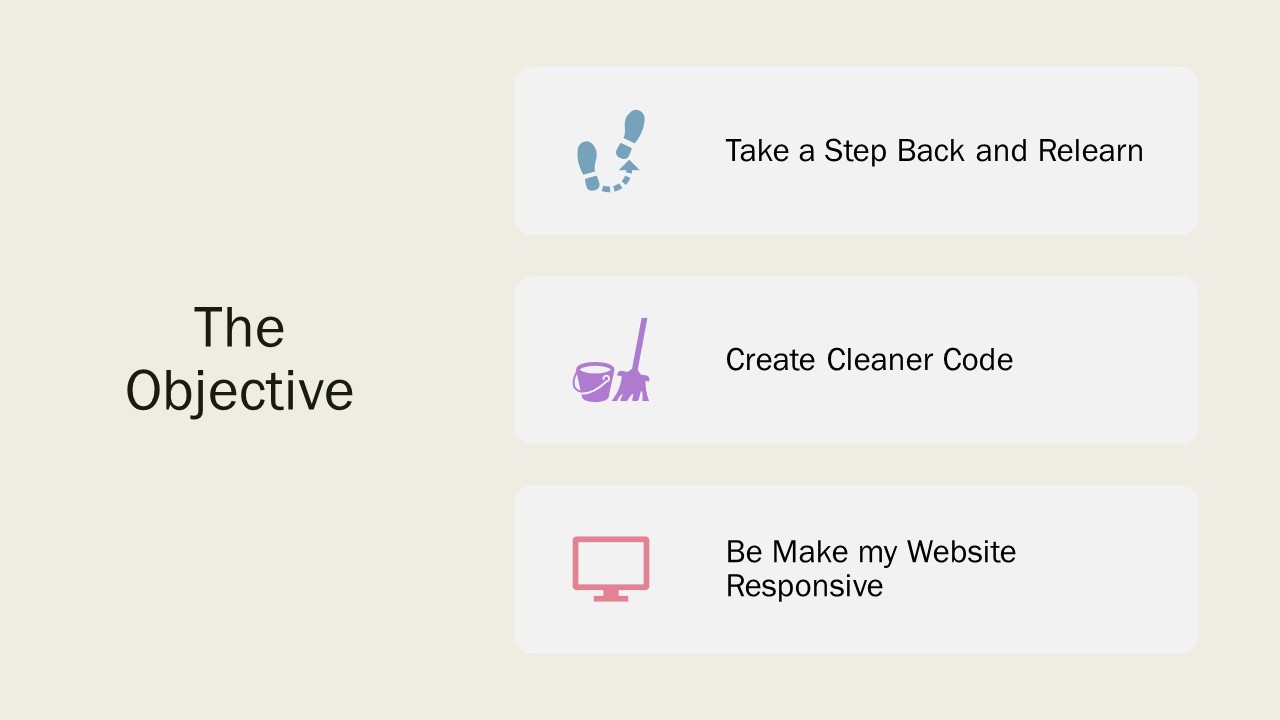 The
Objective
Take a Step Back and Relearn
Create Cleaner Code
Be Make my Website
Responsive